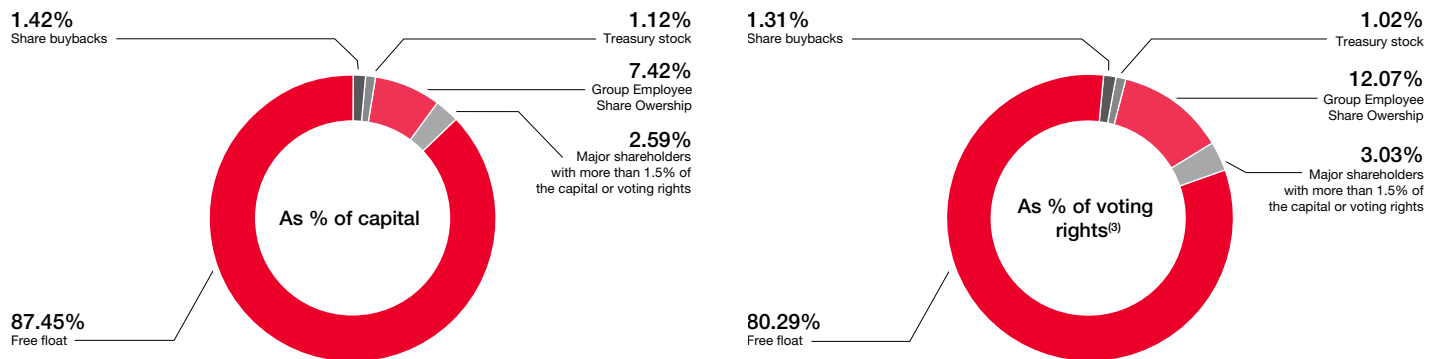 1.42%
Share buybacks
1.12%
Treasury stock
7.42%
Group Employee
Share Owership
2.59%
Major shareholders
with more than 1.5% of
the capital or voting rights
As % of capital
87.45%
Free float
1.31%
Share buybacks
1.02%
Treasury stock
12.07%
Group Employee
Share Owership
3.03%
Major shareholders
with more than 1.5% of
the capital or voting rights
As % of voting
rights(3)
80.29%
Free float